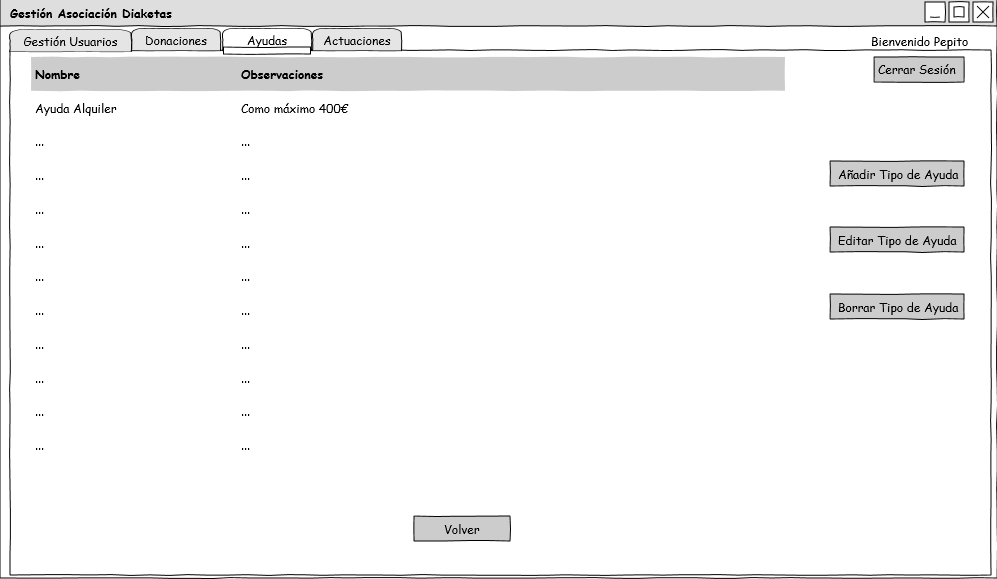 Gestión Asociación Diaketas
Gestión Usuarios Donaciones Ayudas Actuaciones
Bienvenido Pepito
Cerrar Sesión
Nombre Observaciones
Ayuda Alquiler Como máximo 400€
... ...
... ...
... ...
... ...
... ...
... ...
... ...
... ...
... ...
... ...
Añadir Tipo de Ayuda
Editar Tipo de Ayuda
Borrar Tipo de Ayuda
Volver